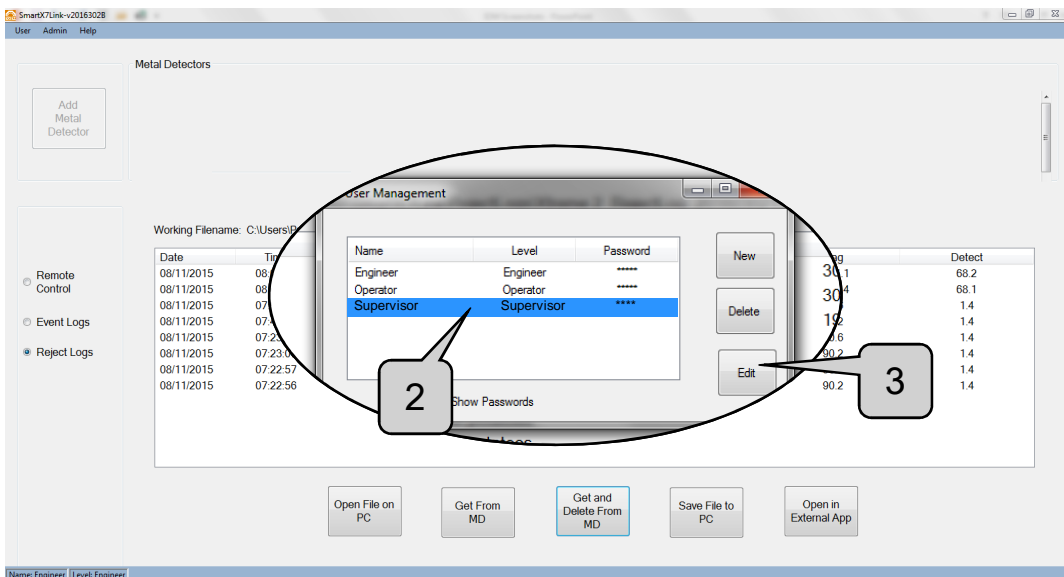 SmartX7Link-v2016302B
User Admin Help
Metal Detectors
Add
Metal
Detector
User Management
Working Filename: C:\Users\
Name Level Password
Engineer Engineer *****
Operator Operator *****
Supervisor Supervisor ****
New
Delete
Edit
Show Passwords
2
3
Date Detect
08/11/2015 68.2
08/11/2015 68.1
08/11/2015 1.4
08/11/2015 1.4
08/11/2015 1.4
08/11/2015 07:23:0 90.2 1.4
08/11/2015 07:22:57 1.4
08/11/2015 07:22:56 90.2 1.4
Remote
Control
Event Logs
Reject Logs
Open File on
PC
Get From
MD
Get and
Delete From
MD
Save File to
PC
Open in
External App
Name: Engineer Level: Engineer